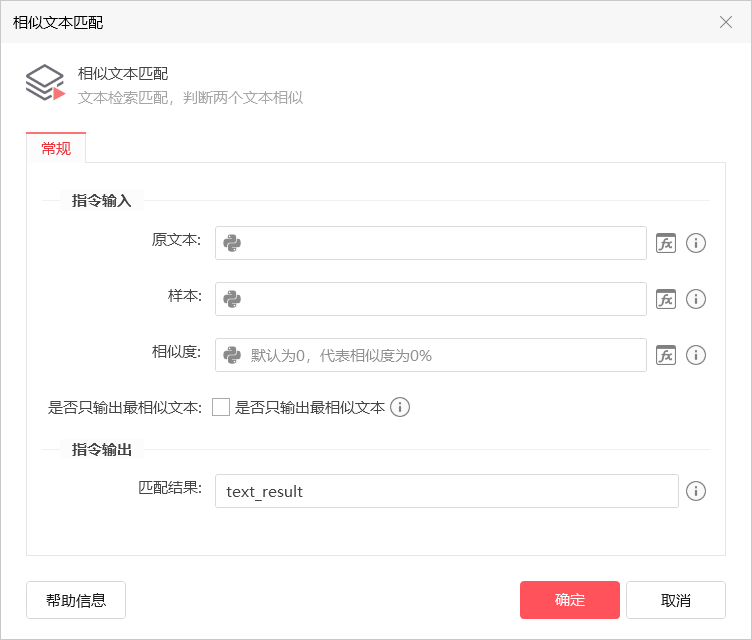 相似文本匹配
相似文本匹配
文本检索匹配，判断两个文本相似
常规
指令输入
原文本:
fx
样本:
fx
相似度: 默认为0，代表相似度为0%
fx
是否只输出最相似文本: 是否只输出最相似文本
指令输出
匹配结果: text_result
帮助信息 确定 取消